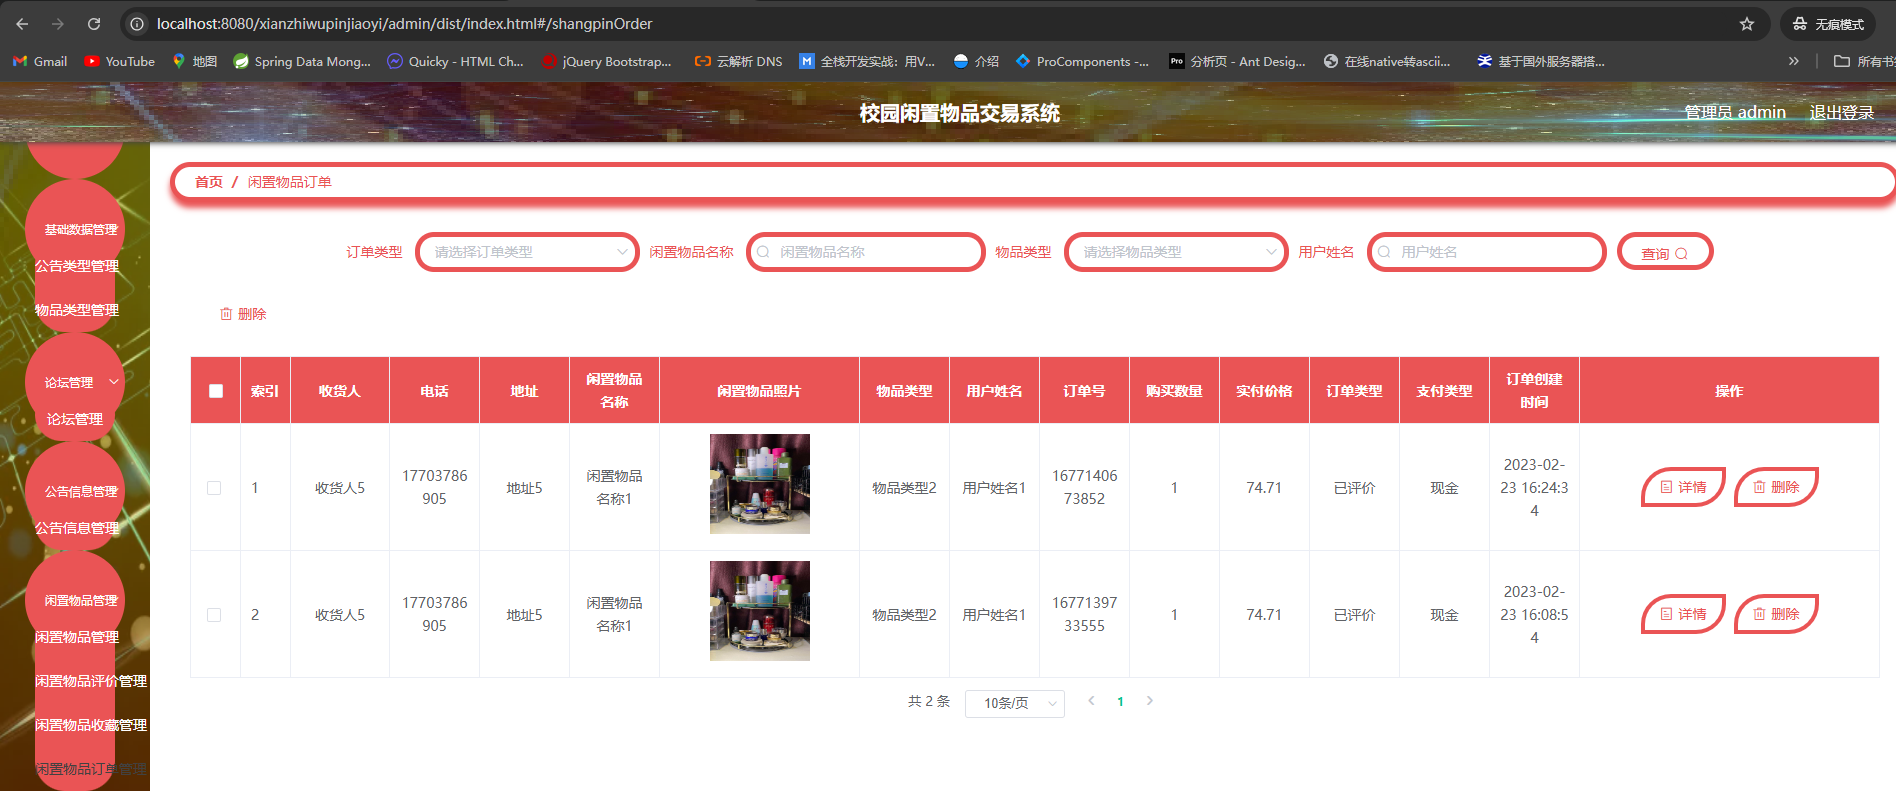 localhost:8080/xianzhiwupinjiaoyi/admin/dist/index.html#/shangpinOrder
无痕模式
Gmail
YouTube
地图
Spring Data Mong...
Quicky - HTML Ch...
jQuery Bootstrap...
云解析 DNS
全栈开发实战：用V...
介绍
ProComponents -...
Pro 分析页 - Ant Desig...
在线native转ascii...
基于国外服务器搭...
所有书
校园闲置物品交易系统
管理员 admin
退出登录
基础数据管理
公告类型管理
物品类型管理
论坛管理
论坛管理
公告信息管理
公告信息管理
闲置物品管理
闲置物品管理
闲置物品评价管理
闲置物品收藏管理
闲置物品订单管理
首页 / 闲置物品订单
订单类型 请选择订单类型 闲置物品名称 闲置物品名称 物品类型 请选择物品类型 用户姓名 用户姓名 查询
删除
索引 收货人 电话 地址 闲置物品名称 闲置物品照片 物品类型 用户姓名 订单号 购买数量 实付价格 订单类型 支付类型 订单创建时间 操作
1 收货人5 17703786905 地址5 闲置物品名称1 物品类型2 用户姓名1 1677140673852 1 74.71 已评价 现金 2023-02-23 16:24:34 详情 删除
2 收货人5 17703786905 地址5 闲置物品名称1 物品类型2 用户姓名1 1677139733555 1 74.71 已评价 现金 2023-02-23 16:08:54 详情 删除
共 2 条 10条/页 1